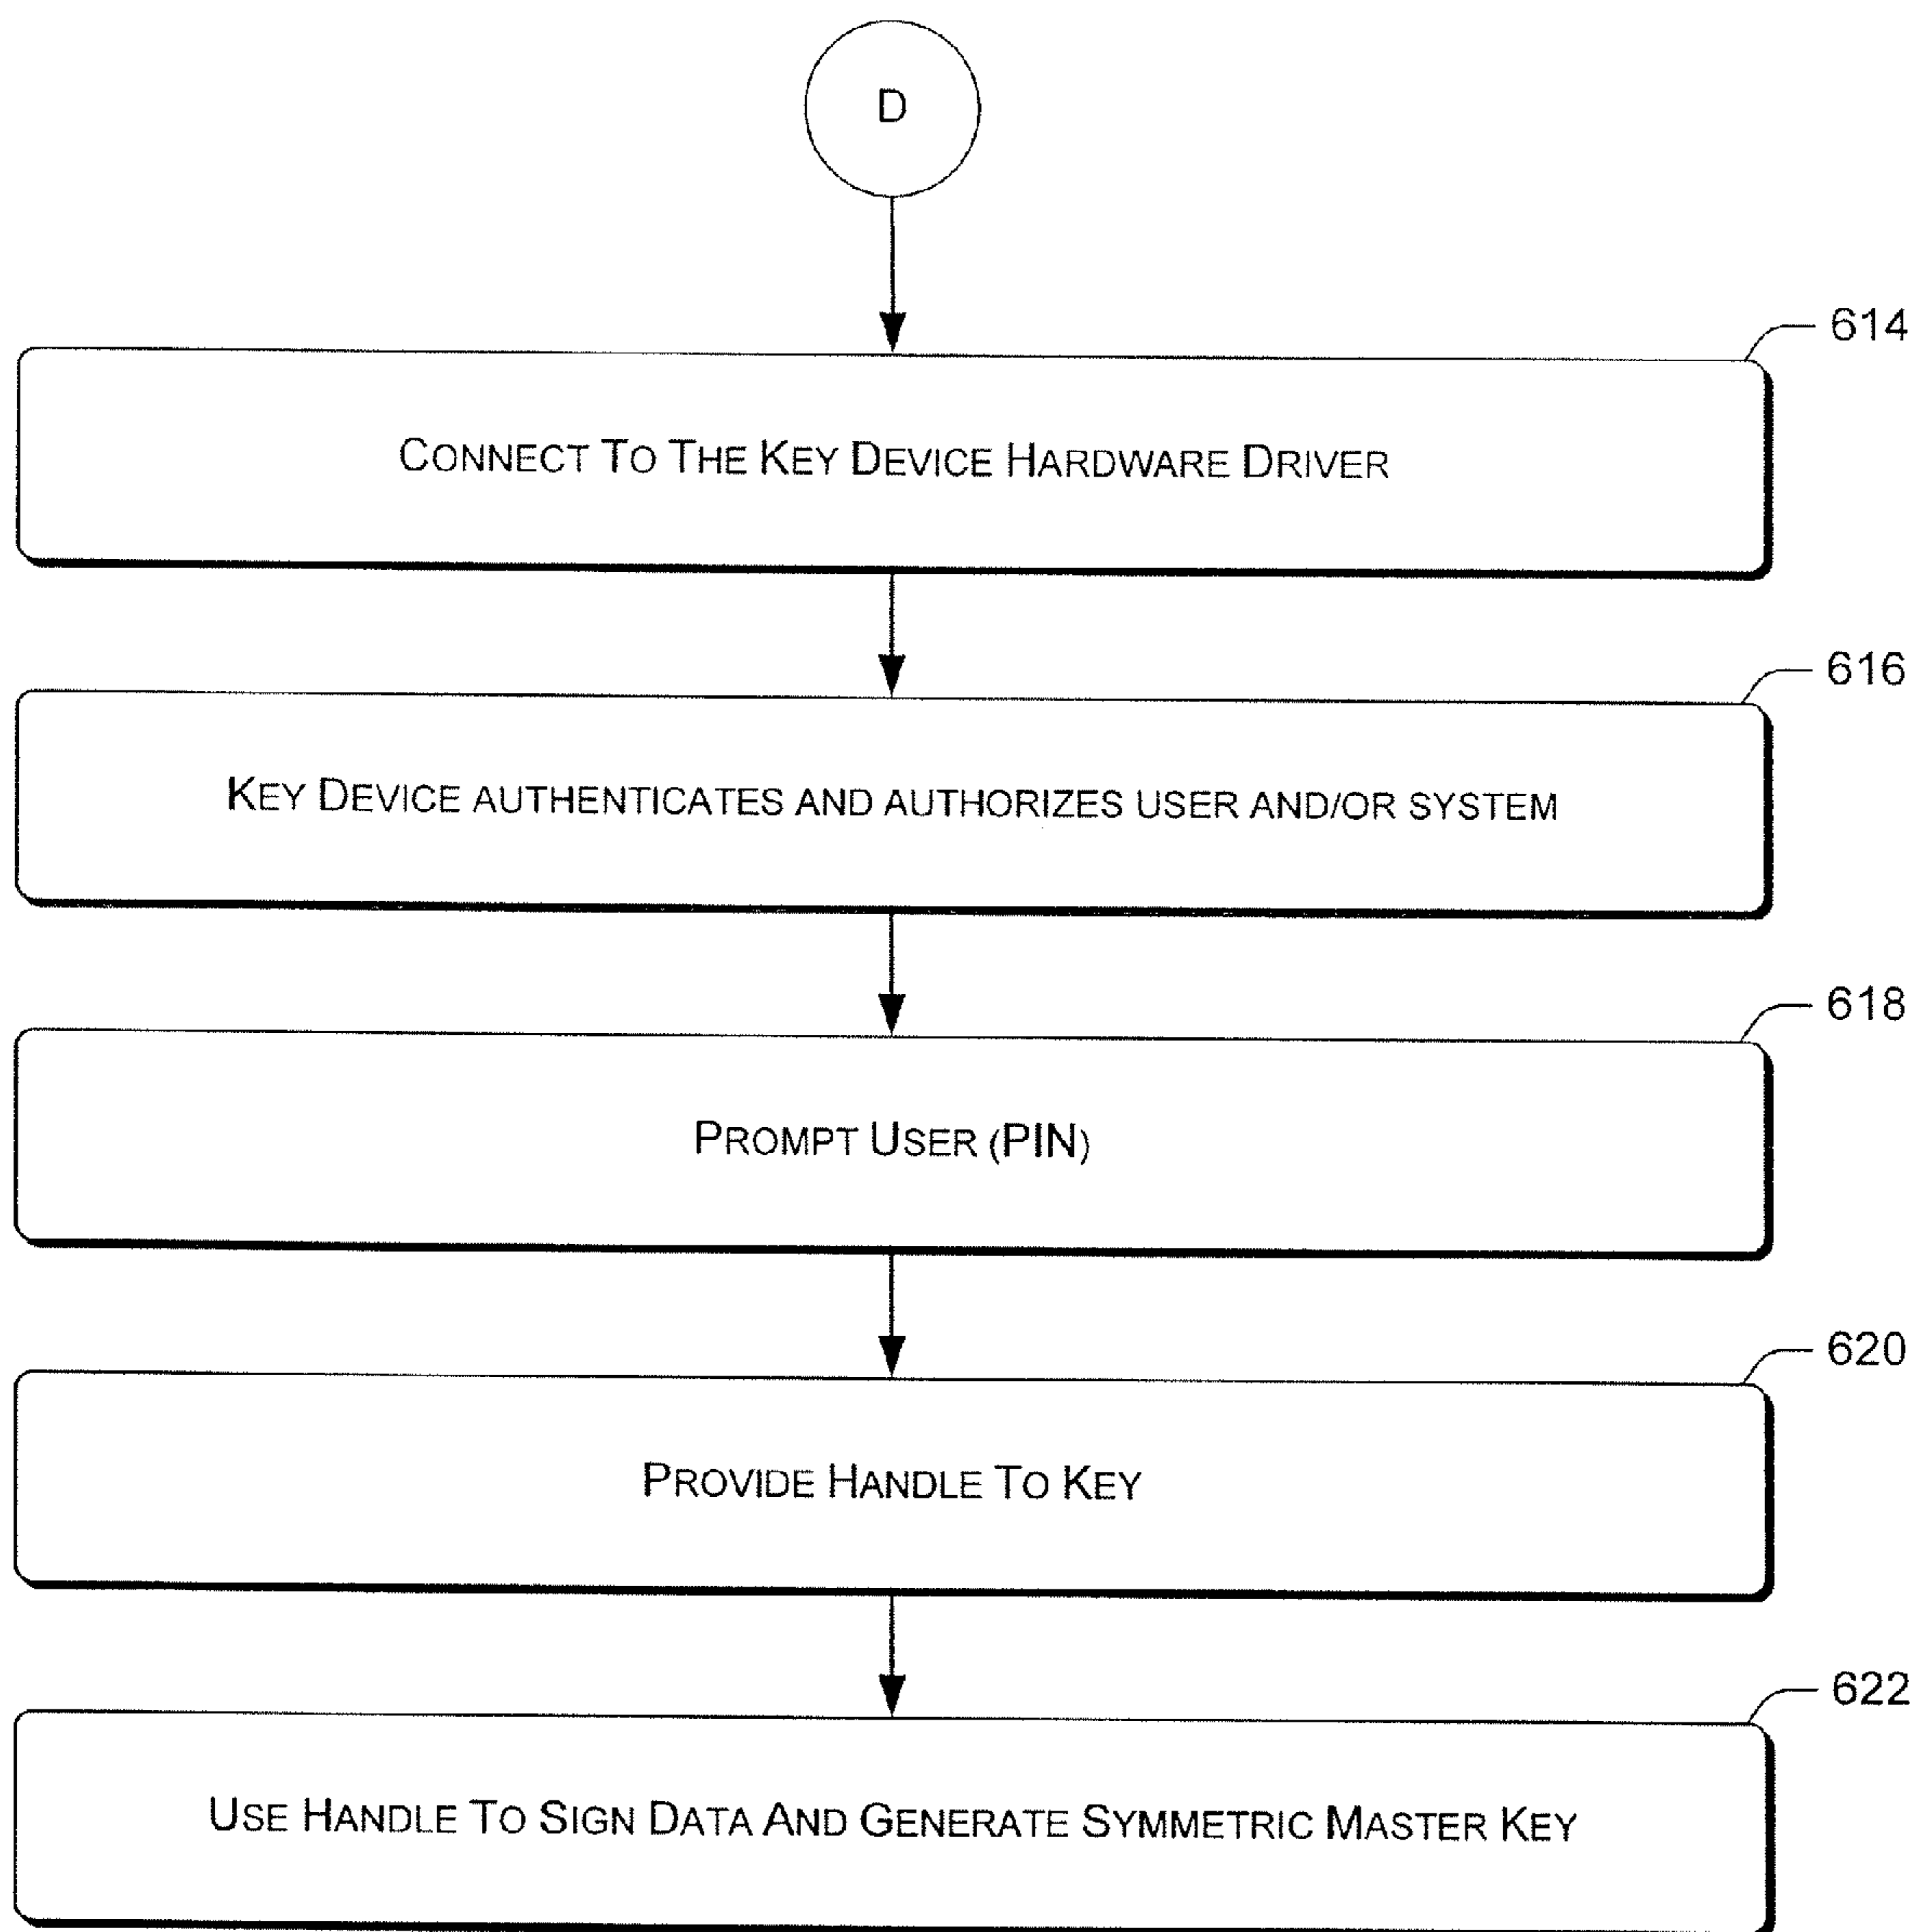 D
614
CONNECT TO THE KEY DEVICE HARDWARE DRIVER
616
KEY DEVICE AUTHENTICATES AND AUTHORIZES USER AND/OR SYSTEM
618
PROMPT USER (PIN)
620
PROVIDE HANDLE TO KEY
622
USE HANDLE TO SIGN DATA AND GENERATE SYMMETRIC MASTER KEY